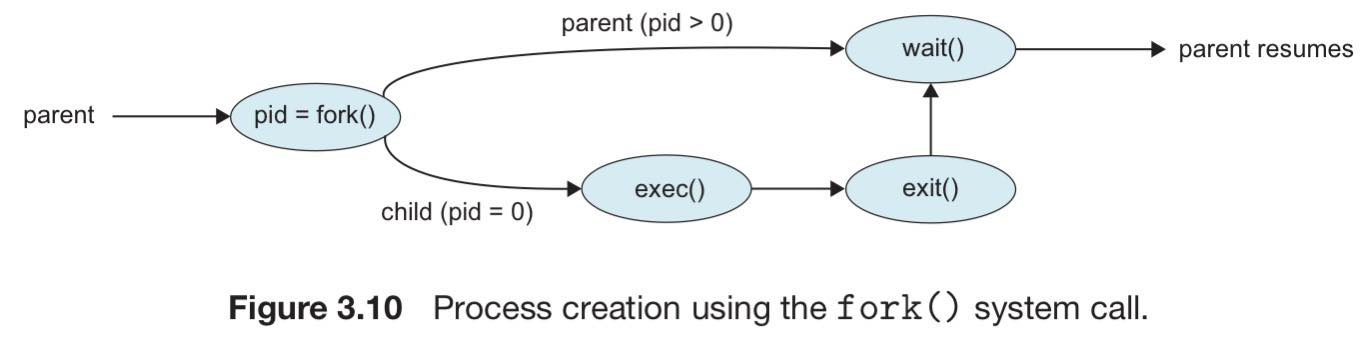 parent (pid > 0)
wait()
parent resumes
parent
pid = fork()
exec()
exit()
child (pid = 0)
Figure 3.10 Process creation using the fork() system call.